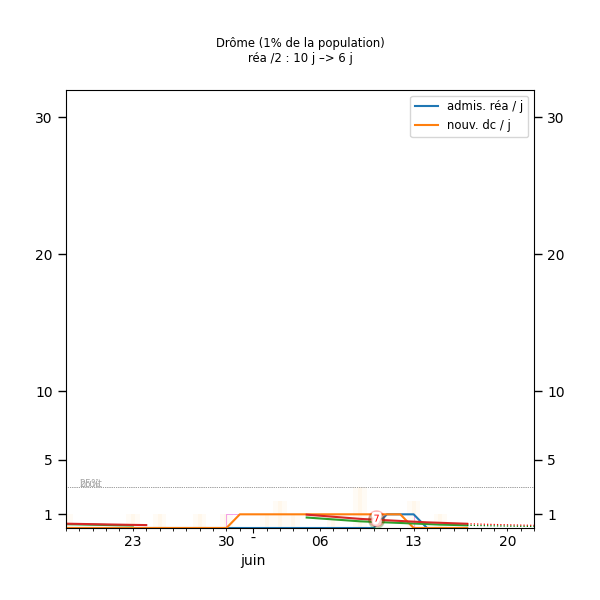 Drôme (1% de la population)
réa /2 : 10 j –> 6 j
admis. réa / j
nouv. dc / j
30 30
20 20
10 10
5 5
1 1
7
23 30 06 13 20
juin